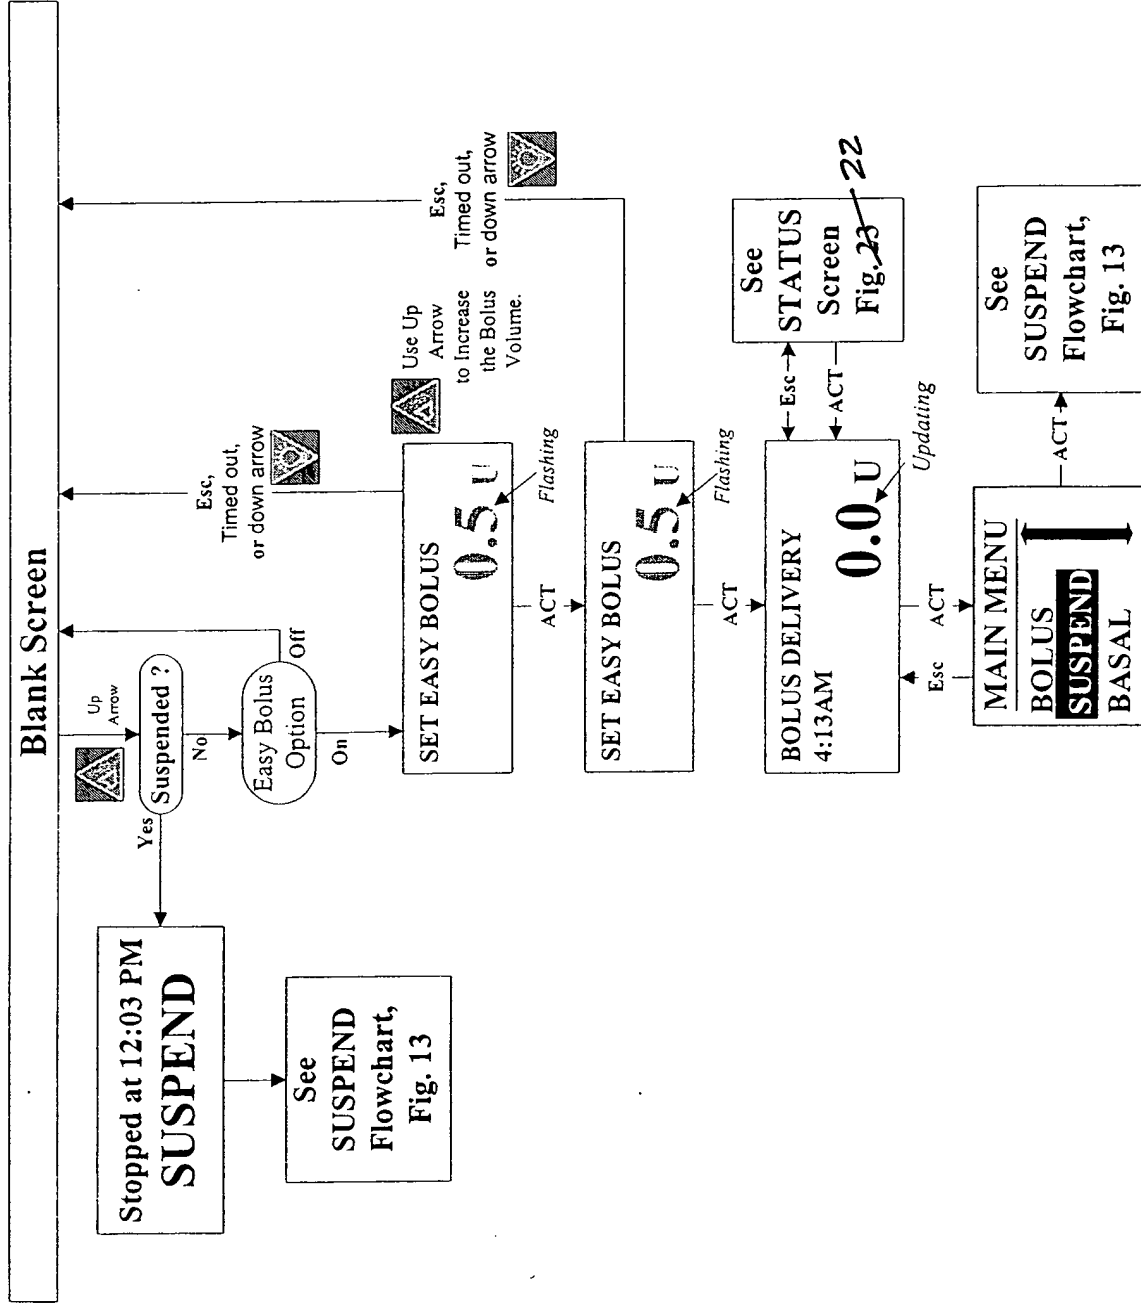 Blank Screen
Up
Arrow
Suspended ?
Yes
No
Stopped at 12:03 PM
SUSPEND
See
SUSPEND
Flowchart,
Fig. 13
Easy Bolus
Option
Off
On
Esc,
Timed out,
or down arrow
Esc,
Timed out,
or down arrow
SET EASY BOLUS
0.5 U
Flashing
Use Up
Arrow
to Increase
the Bolus
Volume.
ACT
SET EASY BOLUS
0.5 U
Flashing
ACT
BOLUS DELIVERY
4:13AM
0.0 U
Updating
Esc
ACT
See
STATUS
Screen
Fig. 23 22
Esc
ACT
MAIN MENU
BOLUS
SUSPEND
BASAL
ACT
See
SUSPEND
Flowchart,
Fig. 13